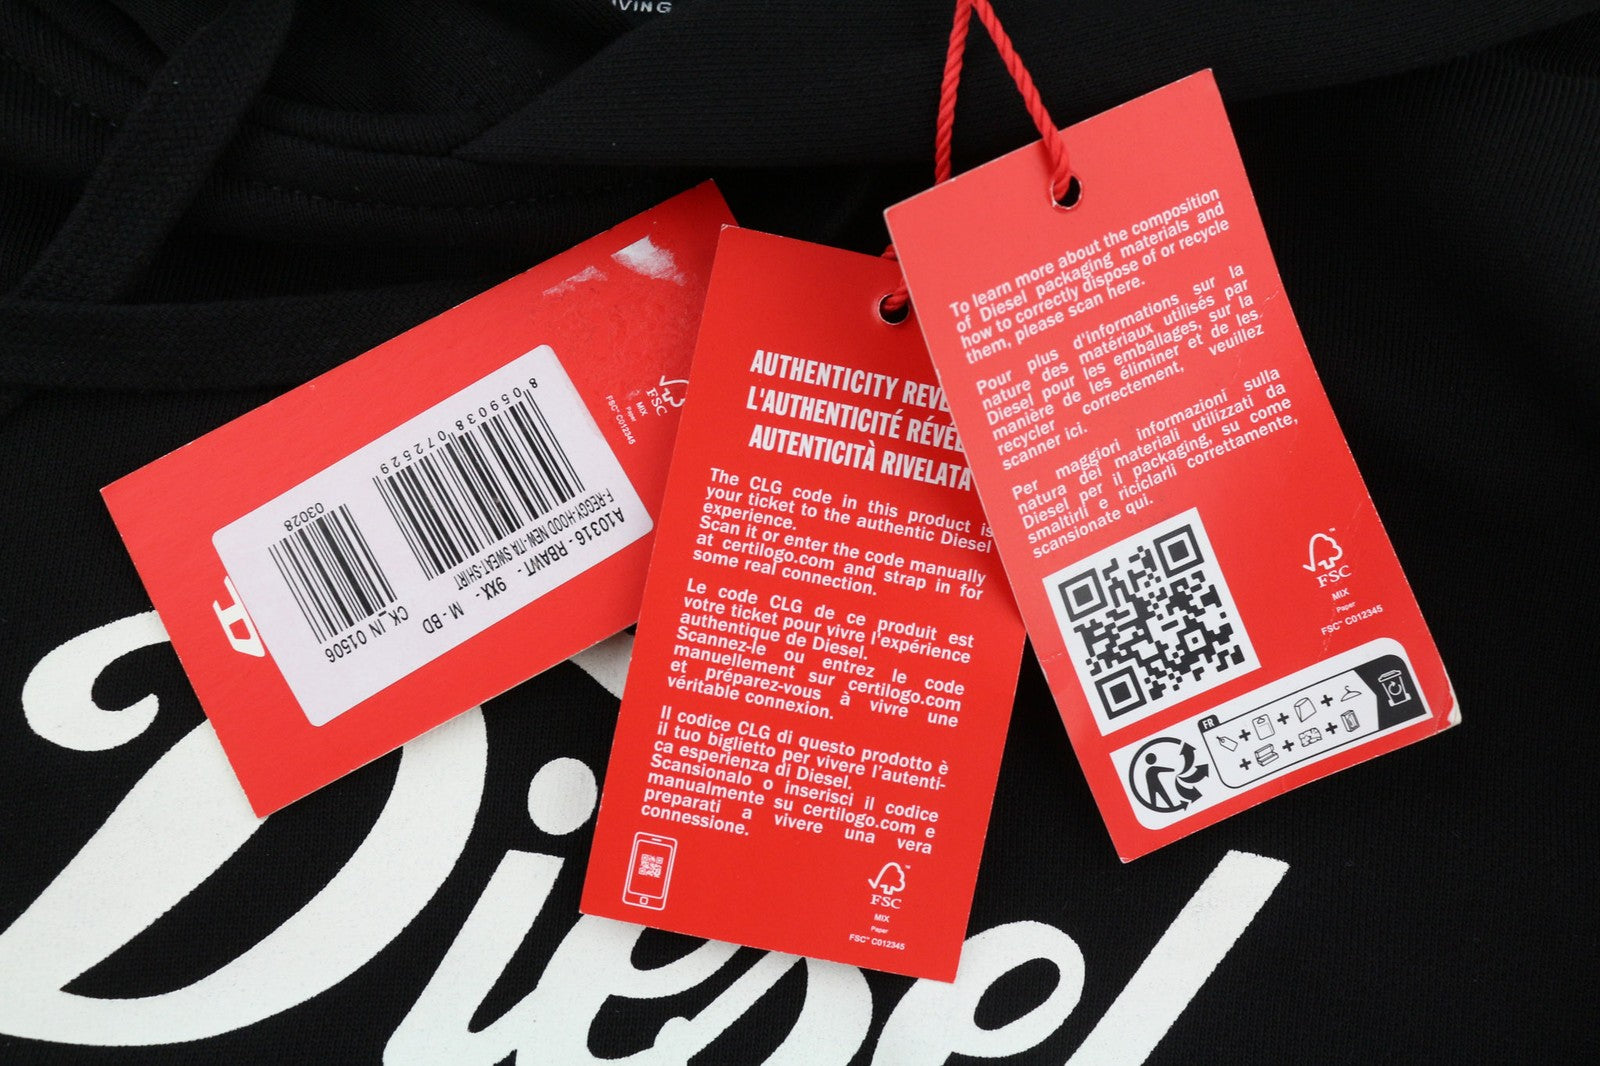 IVING
A10316 - RBAWT - 9XX - M - BD
F-REGGY-HOOD NEW-ITA SWEAT-SHIRT
8 059038 072529
CK_IN 01506
03028
FSC
MIX
Paper
FSC™ C012345
AUTHENTICITY REVE
L'AUTHENTICITÉ RÉVÉL
AUTENTICITÀ RIVELATA
The CLG code in this product is
your ticket to the authentic Diesel
experience.
Scan it or enter the code manually
at certilogo.com and strap in for
some real connection.
Le code CLG de ce produit est
votre ticket pour vivre l'expérience
authentique de Diesel.
Scannez-le ou entrez le code
manuellement sur certilogo.com
et préparez-vous à vivre une
véritable connexion.
Il codice CLG di questo prodotto è
il tuo biglietto per vivere l'autenti-
ca esperienza di Diesel.
Scansionalo o inserisci il codice
manualmente su certilogo.com e
preparati a vivere una vera
connessione.
FSC
MIX
Paper
FSC™ C012345
To learn more about the composition
of Diesel packaging materials and
how to correctly dispose of or recycle
them, please scan here.
Pour plus d'informations sur la
nature des matériaux utilisés par
Diesel pour les emballages, sur la
manière de les éliminer et de les
recycler correctement, veuillez
scanner ici.
Per maggiori informazioni sulla
natura dei materiali utilizzati da
Diesel per il packaging, su come
smaltirli e riciclarli correttamente,
scansionate qui.
FSC
MIX
Paper
FSC™ C012345
FR
Diesel